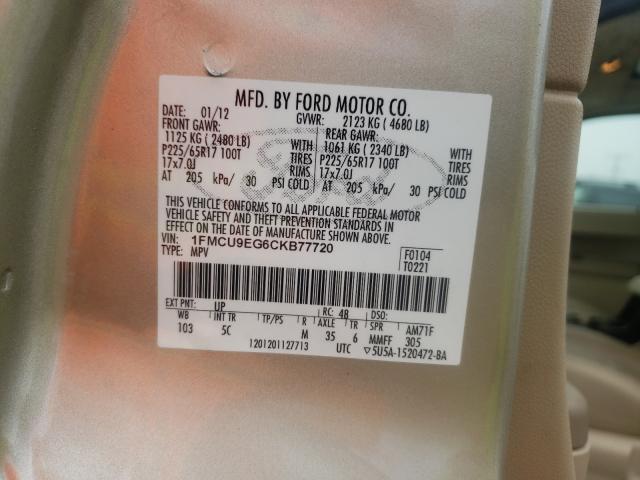 MFD. BY FORD MOTOR CO.
DATE: 01/12 GVWR: 2123 KG ( 4680 LB)
FRONT GAWR: REAR GAWR:
1125 KG ( 2480 LB) WITH 1061 KG ( 2340 LB) WITH
P225/65R17 100T TIRES P225/65R17 100T TIRES
17x7.0J RIMS 17x7.0J RIMS
AT 205 kPa/ 30 PSI COLD AT 205 kPa/ 30 PSI COLD
Ford
THIS VEHICLE CONFORMS TO ALL APPLICABLE FEDERAL MOTOR
VEHICLE SAFETY AND THEFT PREVENTION STANDARDS IN
EFFECT ON THE DATE OF MANUFACTURE SHOWN ABOVE.
VIN: 1FMCU9EG6CKB77720 F0104
TYPE: MPV T0221
EXT PNT: UP RC: 48 DSO:
WB INT TR TP/PS R AXLE TR SPR AM71F
103 5C M 35 6 MMFF 305
1201201127713 UTC ▽5U5A-1520472-BA